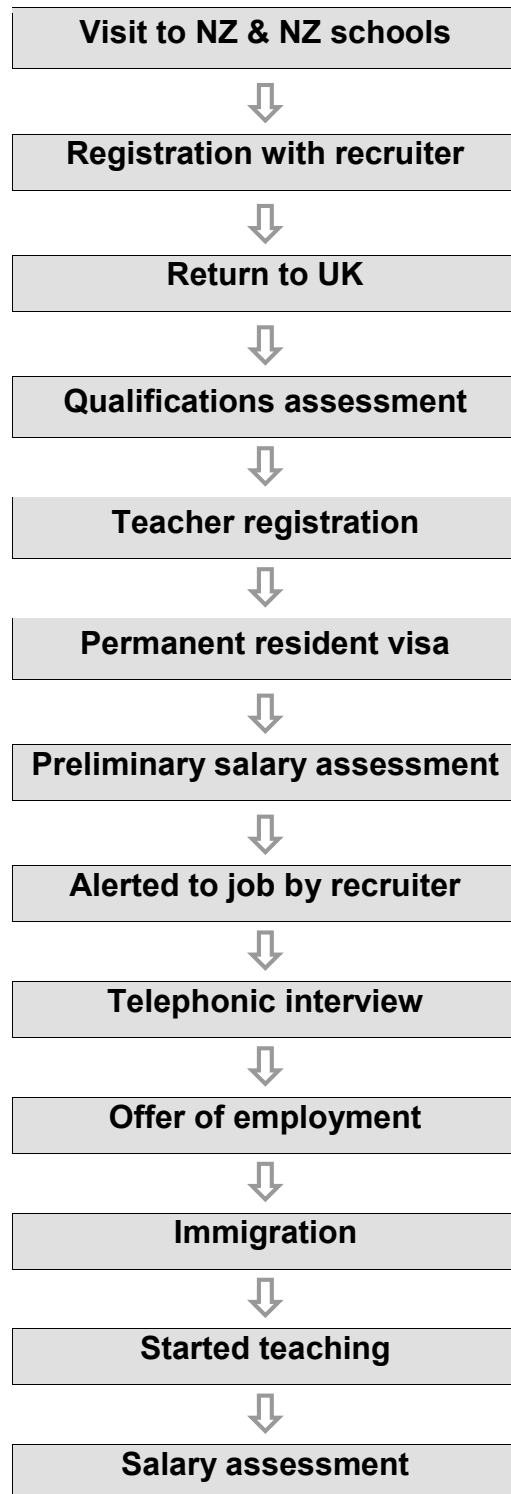 Visit to NZ & NZ schools
Registration with recruiter
Return to UK
Qualifications assessment
Teacher registration
Permanent resident visa
Preliminary salary assessment
Alerted to job by recruiter
Telephonic interview
Offer of employment
Immigration
Started teaching
Salary assessment